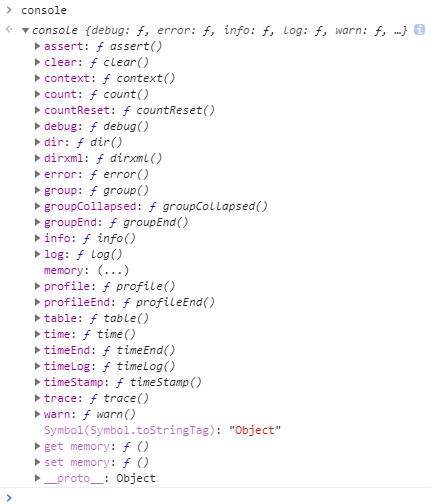 console
console {debug: ƒ, error: ƒ, info: ƒ, log: ƒ, warn: ƒ, …}
assert: ƒ assert()
clear: ƒ clear()
context: ƒ context()
count: ƒ count()
countReset: ƒ countReset()
debug: ƒ debug()
dir: ƒ dir()
dirxml: ƒ dirxml()
error: ƒ error()
group: ƒ group()
groupCollapsed: ƒ groupCollapsed()
groupEnd: ƒ groupEnd()
info: ƒ info()
log: ƒ log()
memory: (...)
profile: ƒ profile()
profileEnd: ƒ profileEnd()
table: ƒ table()
time: ƒ time()
timeEnd: ƒ timeEnd()
timeLog: ƒ timeLog()
timeStamp: ƒ timeStamp()
trace: ƒ trace()
warn: ƒ warn()
Symbol(Symbol.toStringTag): "Object"
get memory: ƒ ()
set memory: ƒ ()
__proto__: Object